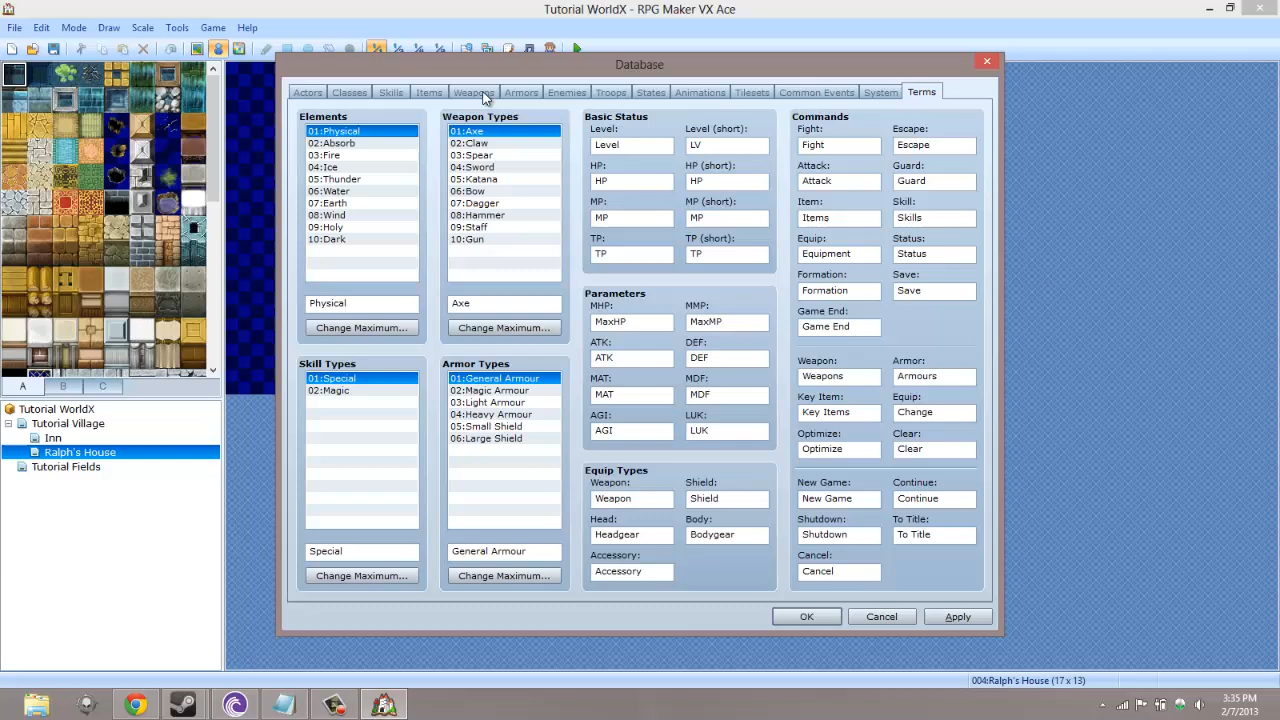 Tutorial WorldX - RPG Maker VX Ace
File Edit Mode Draw Scale Tools Game Help
Database
Actors Classes Skills Items Weapons Armors Enemies Troops States Animations Tilesets Common Events System Terms
Elements
01:Physical
02:Absorb
03:Fire
04:Ice
05:Thunder
06:Water
07:Earth
08:Wind
09:Holy
10:Dark
Physical
Change Maximum...
Weapon Types
01:Axe
02:Claw
03:Spear
04:Sword
05:Katana
06:Bow
07:Dagger
08:Hammer
09:Staff
10:Gun
Axe
Change Maximum...
Skill Types
01:Special
02:Magic
Special
Change Maximum...
Armor Types
01:General Armour
02:Magic Armour
03:Light Armour
04:Heavy Armour
05:Small Shield
06:Large Shield
General Armour
Change Maximum...
Basic Status
Level: Level (short):
Level LV
HP: HP (short):
HP HP
MP: MP (short):
MP MP
TP: TP (short):
TP TP
Parameters
MHP: MMP:
MaxHP MaxMP
ATK: DEF:
ATK DEF
MAT: MDF:
MAT MDF
AGI: LUK:
AGI LUK
Equip Types
Weapon: Shield:
Weapon Shield
Head: Body:
Headgear Bodygear
Accessory:
Accessory
Commands
Fight: Escape:
Fight Escape
Attack: Guard:
Attack Guard
Item: Skill:
Items Skills
Equip: Status:
Equipment Status
Formation: Save:
Formation Save
Game End:
Game End
Weapon: Armor:
Weapons Armours
Key Item: Equip:
Key Items Change
Optimize: Clear:
Optimize Clear
New Game: Continue:
New Game Continue
Shutdown: To Title:
Shutdown To Title
Cancel:
Cancel
OK Cancel Apply
A B C
Tutorial WorldX
Tutorial Village
Inn
Ralph's House
Tutorial Fields
004:Ralph's House (17 x 13)
3:35 PM
2/7/2013